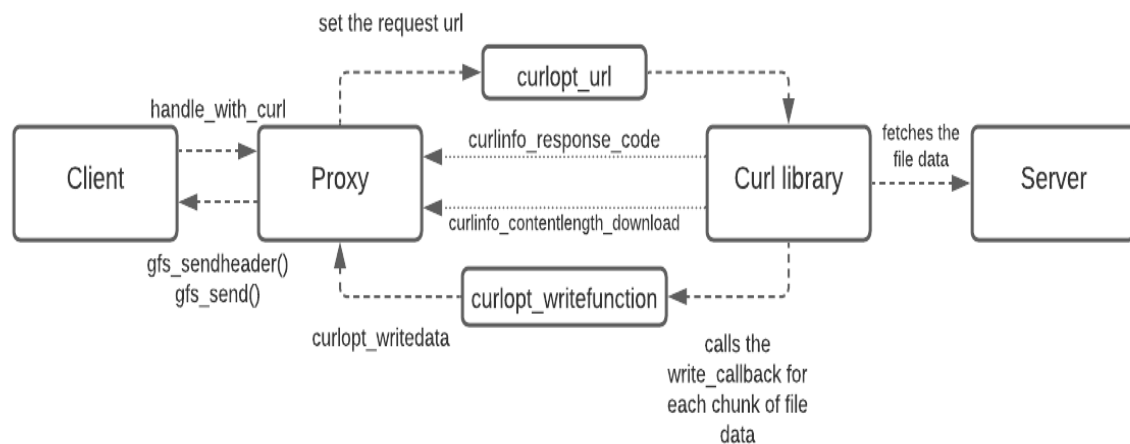 set the request url
curlopt_url
handle_with_curl
Client
Proxy
curlinfo_response_code
curlinfo_contentlength_download
Curl library
fetches the
file data
Server
gfs_sendheader()
gfs_send()
curlopt_writefunction
curlopt_writedata
calls the
write_callback for
each chunk of file
data